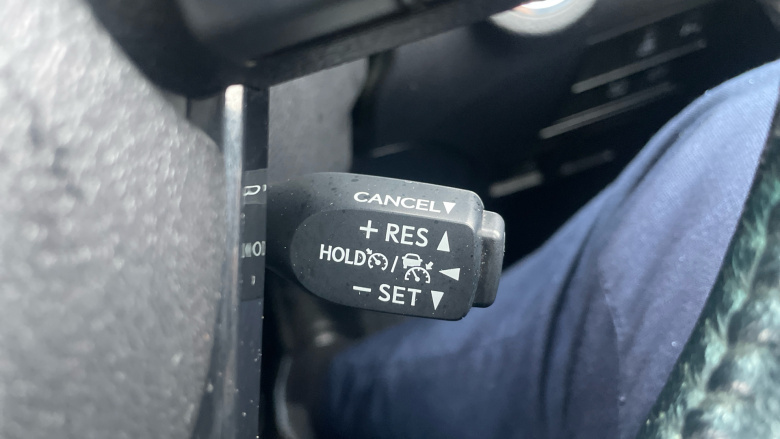 CANCEL▼
+ RES ▲
HOLD /
− SET ▼